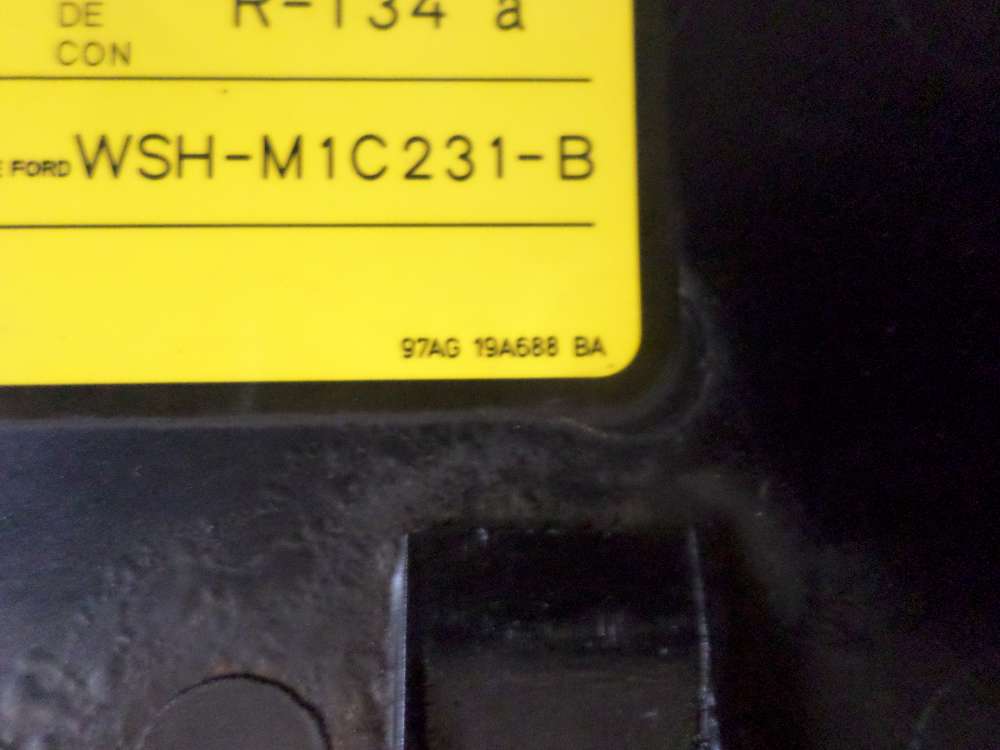 DE
R-134 a
CON
FORD WSH-M1C231-B
97AG 19A688 BA